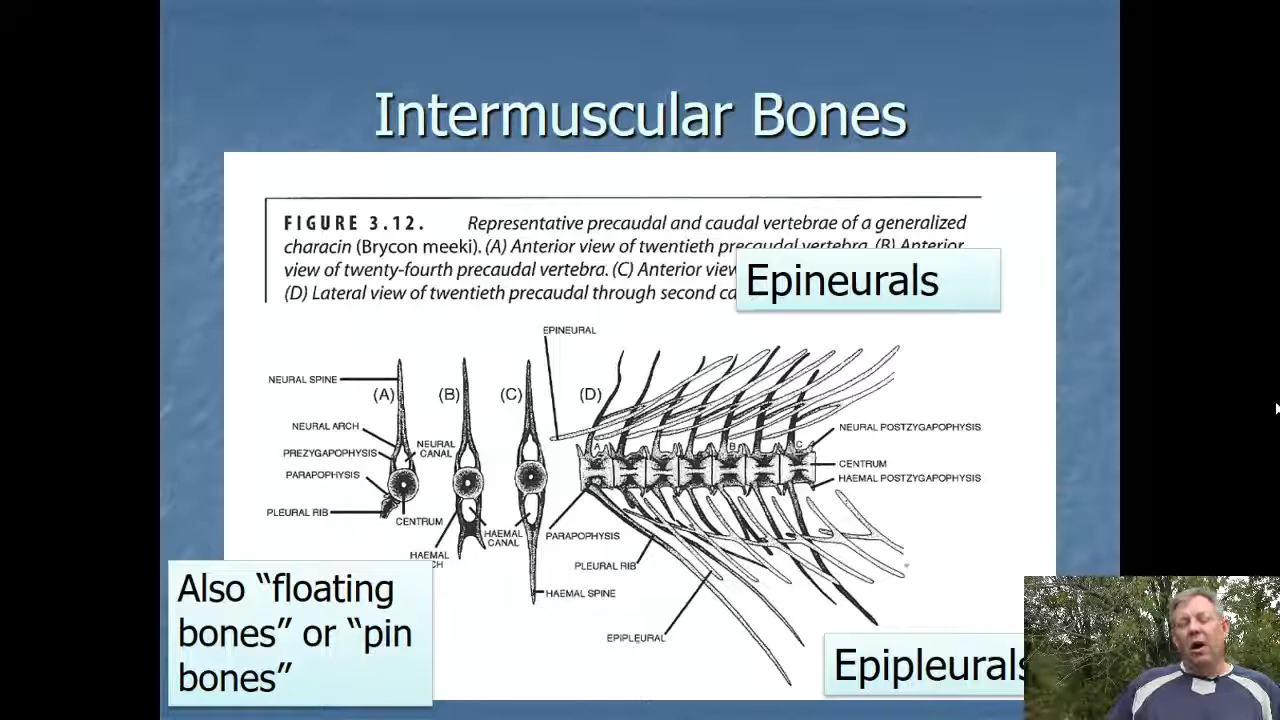 Intermuscular Bones
FIGURE 3.12. Representative precaudal and caudal vertebrae of a generalized
characin (Brycon meeki). (A) Anterior view of twentieth precaudal vertebra. (B) Anterior
view of twenty-fourth precaudal vertebra. (C) Anterior view
(D) Lateral view of twentieth precaudal through second
Epineurals
EPINEURAL
NEURAL SPINE
(A)
(B)
(C)
(D)
NEURAL ARCH
PREZYGAPOPHYSIS
NEURAL
CANAL
PARAPOPHYSIS
PLEURAL RIB
CENTRUM
HAEMAL
HAEMAL
CANAL
HAEMAL SPINE
A
B
C
NEURAL POSTZYGAPOPHYSIS
CENTRUM
HAEMAL POSTZYGAPOPHYSIS
PARAPOPHYSIS
PLEURAL RIB
EPIPLEURAL
Also “floating
bones” or “pin
bones”
Epipleurals